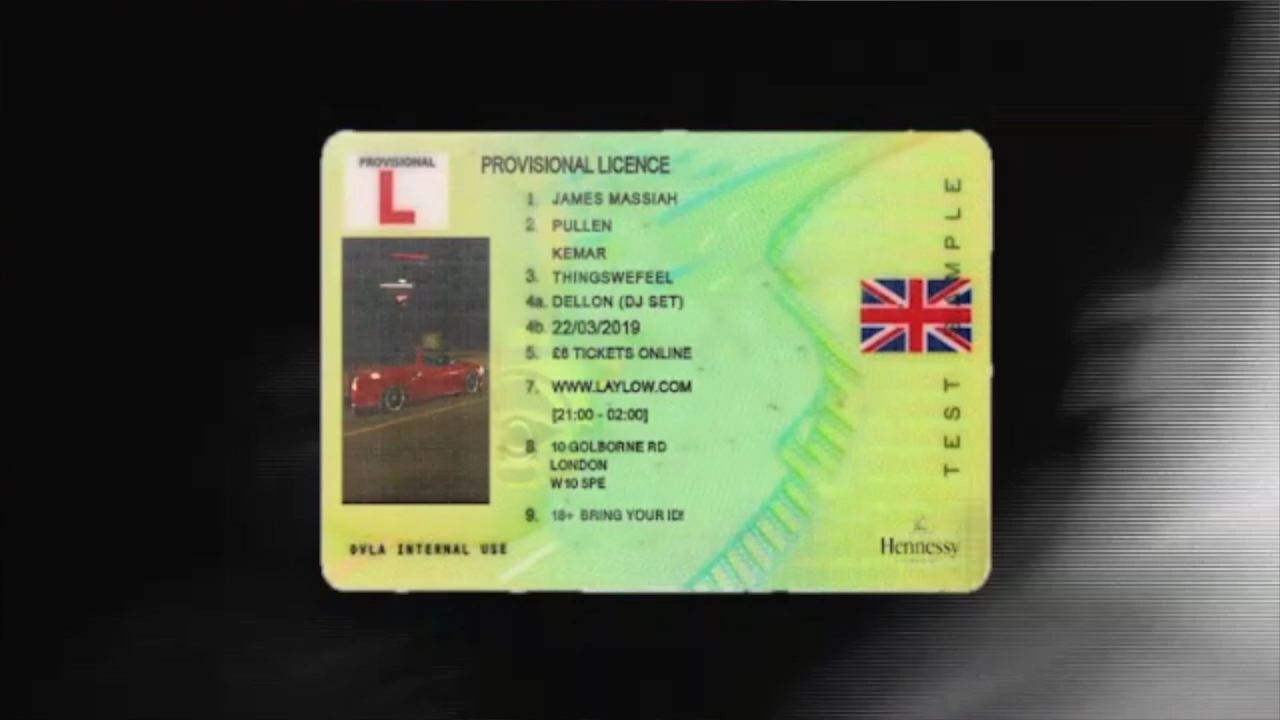 PROVISIONAL
L
PROVISIONAL LICENCE
1. JAMES MASSIAH
2. PULLEN
KEMAR
3. THINGSWEFEEL
4a. DELLON (DJ SET)
4b. 22/03/2019
5. £6 TICKETS ONLINE
7. WWW.LAYLOW.COM
[21:00 - 02:00]
8. 10 GOLBORNE RD
LONDON
W10 5PE
9. 18+ BRING YOUR ID!
DVLA INTERNAL USE
TEST SAMPLE
Hennessy